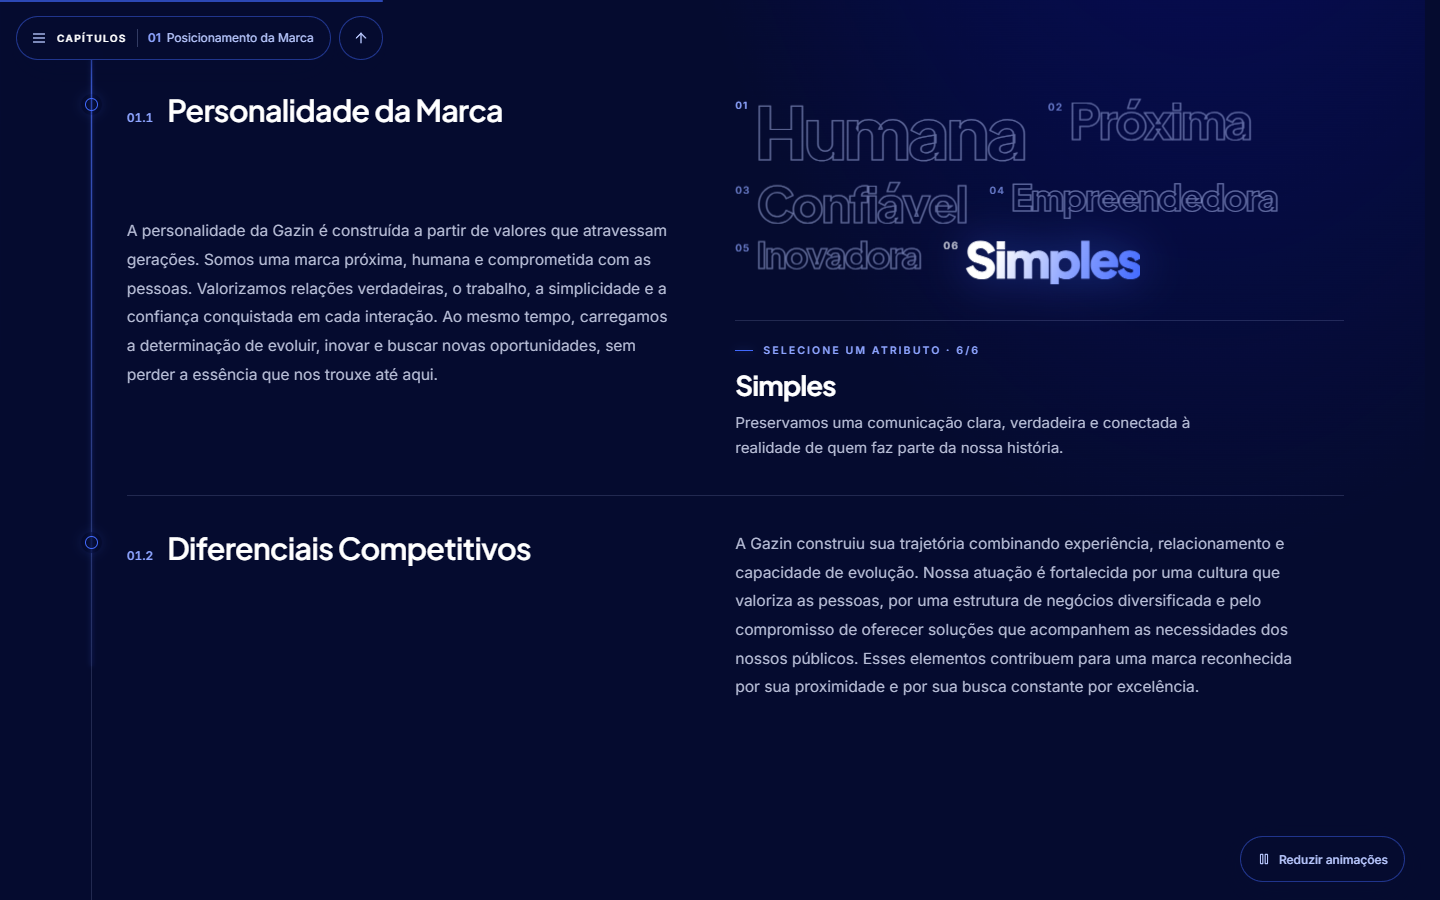 CAPÍTULOS
01 Posicionamento da Marca
01.1 Personalidade da Marca
A personalidade da Gazin é construída a partir de valores que atravessam
gerações. Somos uma marca próxima, humana e comprometida com as
pessoas. Valorizamos relações verdadeiras, o trabalho, a simplicidade e a
confiança conquistada em cada interação. Ao mesmo tempo, carregamos
a determinação de evoluir, inovar e buscar novas oportunidades, sem
perder a essência que nos trouxe até aqui.
01 Humana
02 Próxima
03 Confiável
04 Empreendedora
05 Inovadora
06 Simples
SELECIONE UM ATRIBUTO · 6/6
Simples
Preservamos uma comunicação clara, verdadeira e conectada à
realidade de quem faz parte da nossa história.
01.2 Diferenciais Competitivos
A Gazin construiu sua trajetória combinando experiência, relacionamento e
capacidade de evolução. Nossa atuação é fortalecida por uma cultura que
valoriza as pessoas, por uma estrutura de negócios diversificada e pelo
compromisso de oferecer soluções que acompanhem as necessidades dos
nossos públicos. Esses elementos contribuem para uma marca reconhecida
por sua proximidade e por sua busca constante por excelência.
Reduzir animações